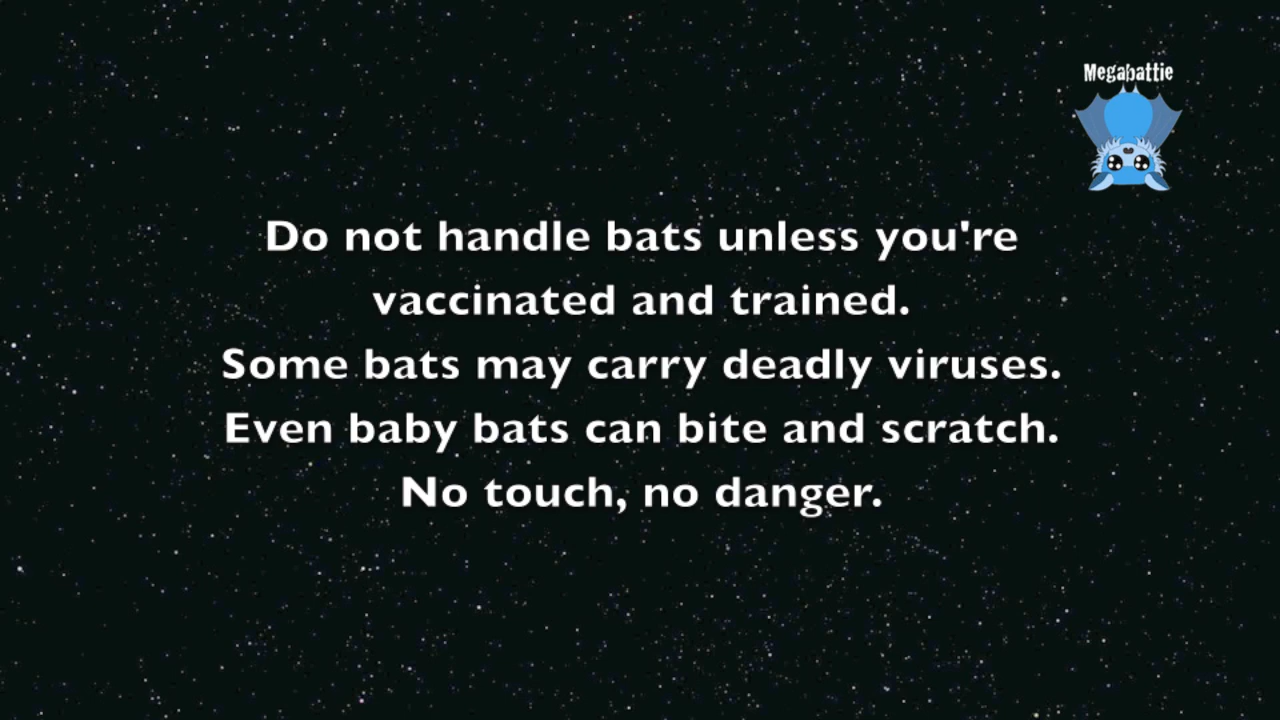 Megabattie
Do not handle bats unless you're
vaccinated and trained.
Some bats may carry deadly viruses.
Even baby bats can bite and scratch.
No touch, no danger.